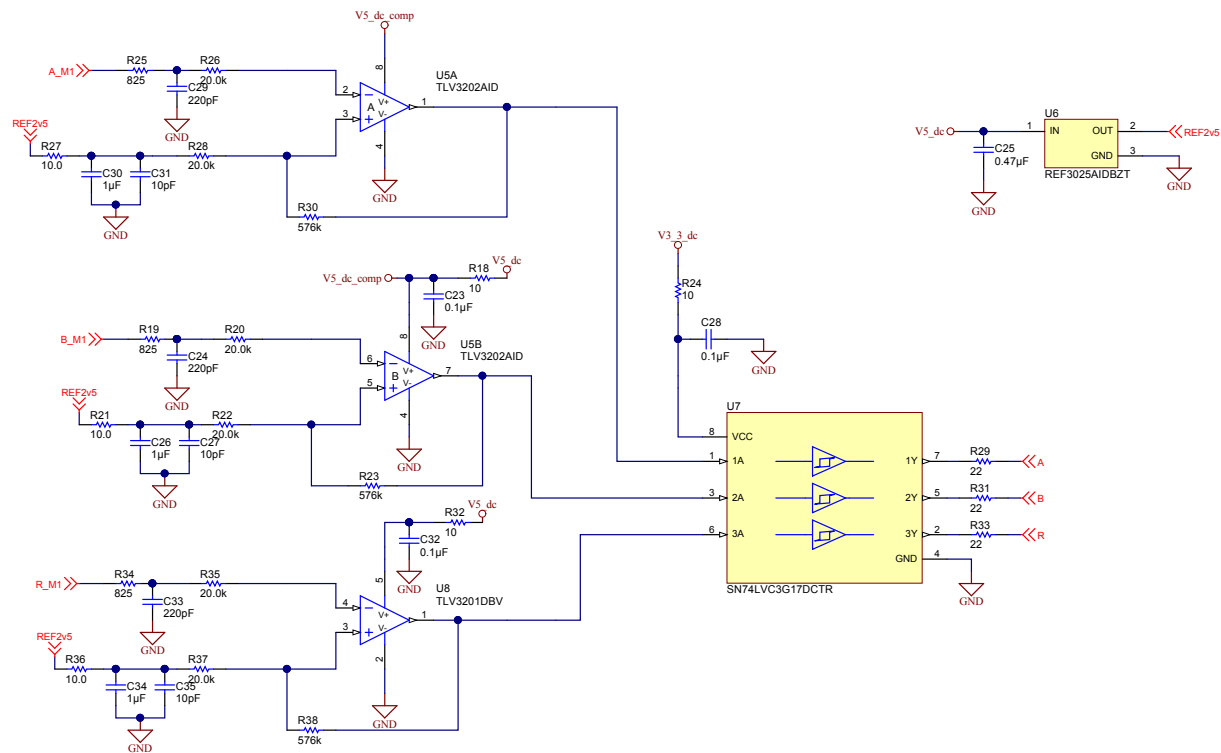 V5_dc_comp
A_M1
R25
825
R26
20.0k
C29
220pF
GND
8
2
3
A
V+
V-
1
4
U5A
TLV3202AID
GND
REF2v5
R27
10.0
C30
1µF
C31
10pF
R28
20.0k
GND
R30
576k
V5_dc
1
U6
IN
OUT
GND
2
3
REF2v5
C25
0.47µF
GND
GND
REF3025AIDBZT
V5_dc_comp
R18
10
V5_dc
C23
0.1µF
GND
B_M1
R19
825
R20
20.0k
C24
220pF
GND
8
6
5
B
V+
V-
7
4
U5B
TLV3202AID
GND
REF2v5
R21
10.0
C26
1µF
C27
10pF
R22
20.0k
GND
R23
576k
V3_3_dc
R24
10
C28
0.1µF
GND
U7
8
VCC
1
1A
1Y
7
R29
22
A
3
2A
2Y
5
R31
22
B
6
3A
3Y
2
R33
22
R
GND
4
GND
SN74LVC3G17DCTR
R32
10
V5_dc
C32
0.1µF
GND
R_M1
R34
825
R35
20.0k
C33
220pF
GND
5
4
3
V+
V-
1
2
U8
TLV3201DBV
GND
REF2v5
R36
10.0
C34
1µF
C35
10pF
R37
20.0k
GND
R38
576k